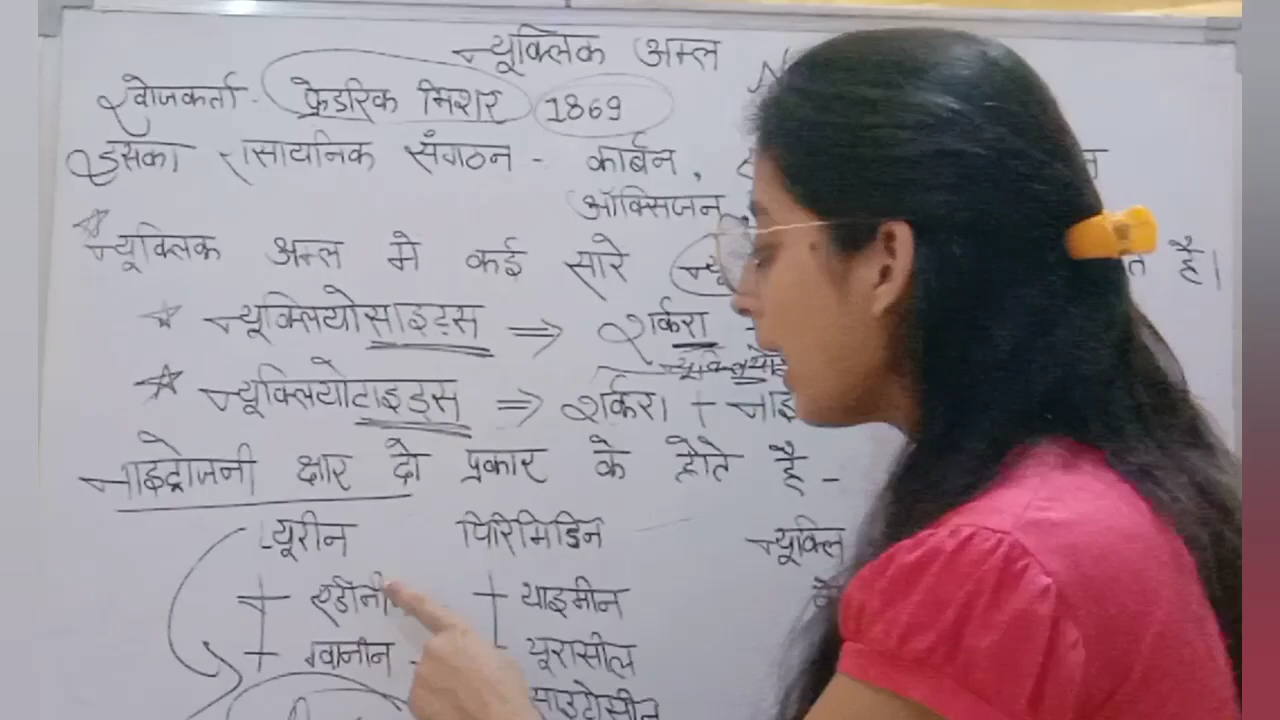 न्यूक्लिक अम्ल
खोजकर्ता - फ्रेडरिक मिशर 1869
इसका रासायनिक संगठन - कार्बन,
ऑक्सिजन
न्यूक्लिक अम्ल मे कई सारे है।
न्यूक्लियोसाइड्स ⇒ शर्करा
न्यूक्लियोटाइड्स ⇒ शर्करा +
नाइट्रोजनी क्षार दो प्रकार के होते है -
प्यूरीन पिरिमिडिन
थाइमीन
ग्वानीन - यूरासील
साइटोसीन